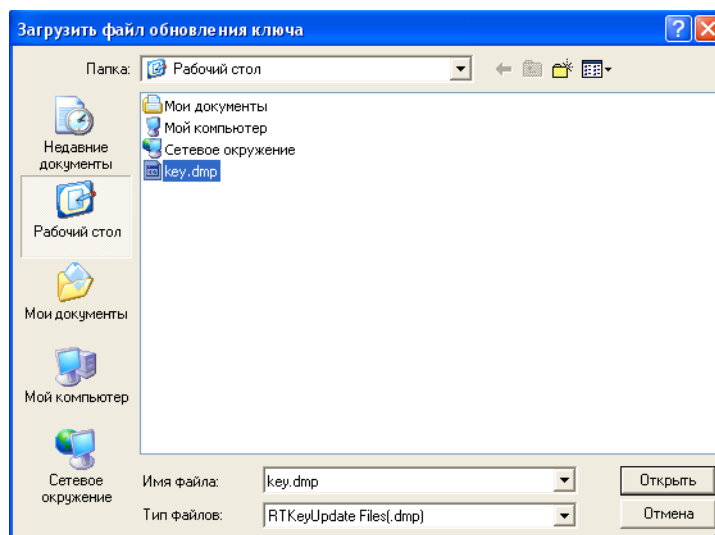 Загрузить файл обновления ключа
Папка: Рабочий стол
Мои документы
Мой компьютер
Сетевое окружение
key.dmp
Недавние
документы
Рабочий стол
Мои документы
Мой компьютер
Сетевое
окружение
Имя файла: key.dmp Открыть
Тип файлов: RTKeyUpdate Files(.dmp) Отмена